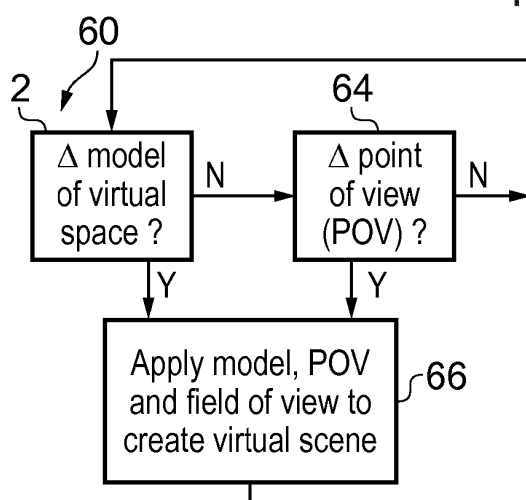 60
2
64
Δ model
of virtual
space ?
N
Δ point
of view
(POV) ?
N
Y
Y
Apply model, POV
and field of view to
create virtual scene
66